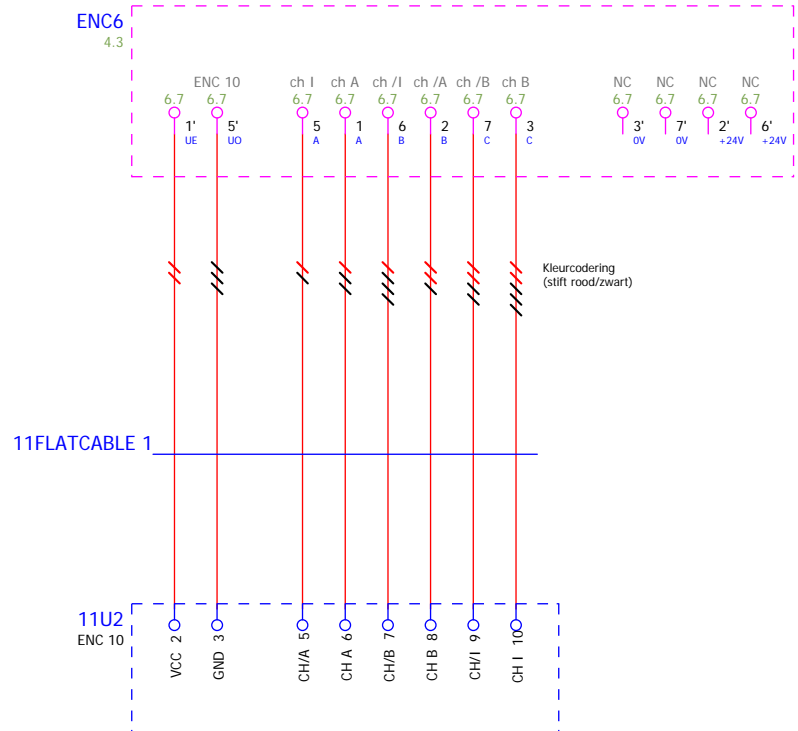 ENC6
4.3
ENC 10 ch I ch A ch /I ch /A ch /B ch B NC NC NC NC
6.7 6.7 6.7 6.7 6.7 6.7 6.7 6.7 6.7 6.7 6.7 6.7
1' 5' 5 1 6 2 7 3 3' 7' 2' 6'
UE UO A A B B C C 0V 0V +24V +24V
Kleurcodering
(stift rood/zwart)
11FLATCABLE 1
11U2
ENC 10
VCC 2
GND 3
CH/A 5
CH A 6
CH/B 7
CH B 8
CH/I 9
CH I 10